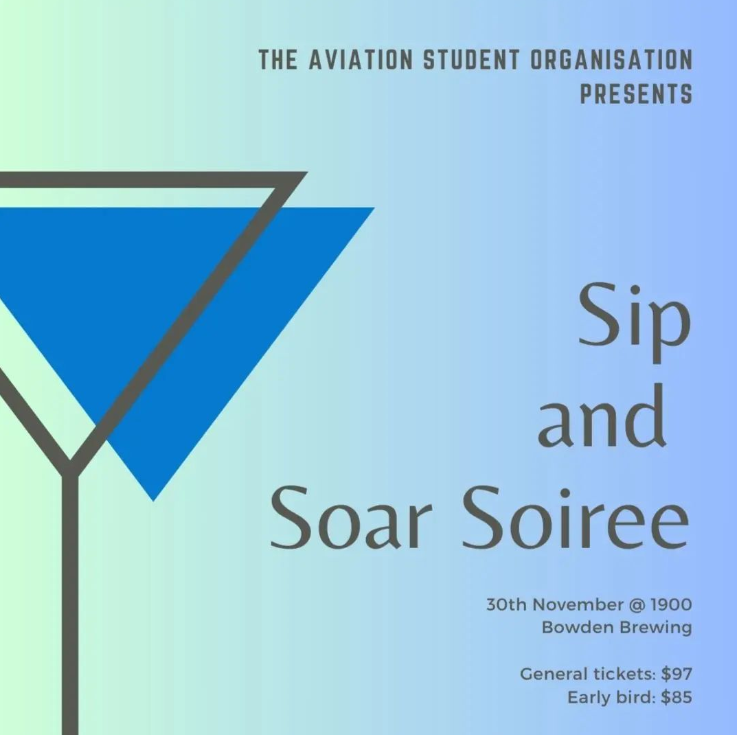 THE AVIATION STUDENT ORGANISATION
PRESENTS
Sip
and
Soar Soiree
30th November @ 1900
Bowden Brewing
General tickets: $97
Early bird: $85